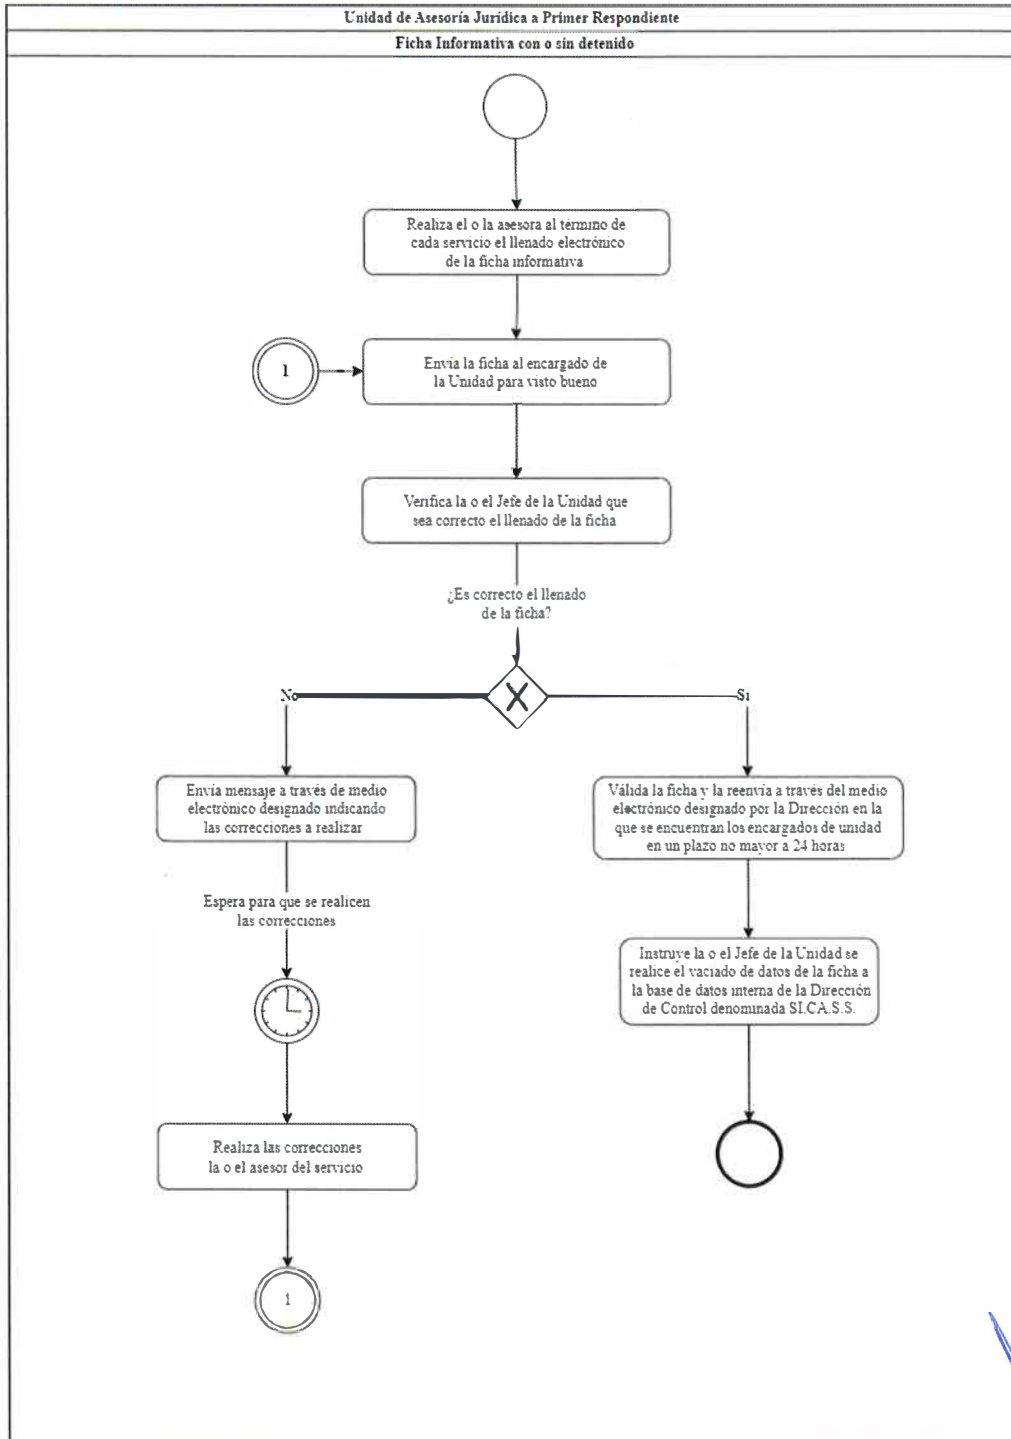 Unidad de Asesoría Jurídica a Primer Respondiente
Ficha Informativa con o sin detenido
Realiza el o la asesora al término de
cada servicio el llenado electrónico
de la ficha informativa
1
Envía la ficha al encargado de
la Unidad para visto bueno
Verifica la o el Jefe de la Unidad que
sea correcto el llenado de la ficha
¿Es correcto el llenado
de la ficha?
No
Si
Envía mensaje a través de medio
electrónico designado indicando
las correcciones a realizar
Válida la ficha y la reenvía a través del medio
electrónico designado por la Dirección en la
que se encuentran los encargados de unidad
en un plazo no mayor a 24 horas
Espera para que se realicen
las correcciones
Instruye la o el Jefe de la Unidad se
realice el vaciado de datos de la ficha a
la base de datos interna de la Dirección
de Control denominada SI.CA.S.S.
Realiza las correcciones
la o el asesor del servicio
1